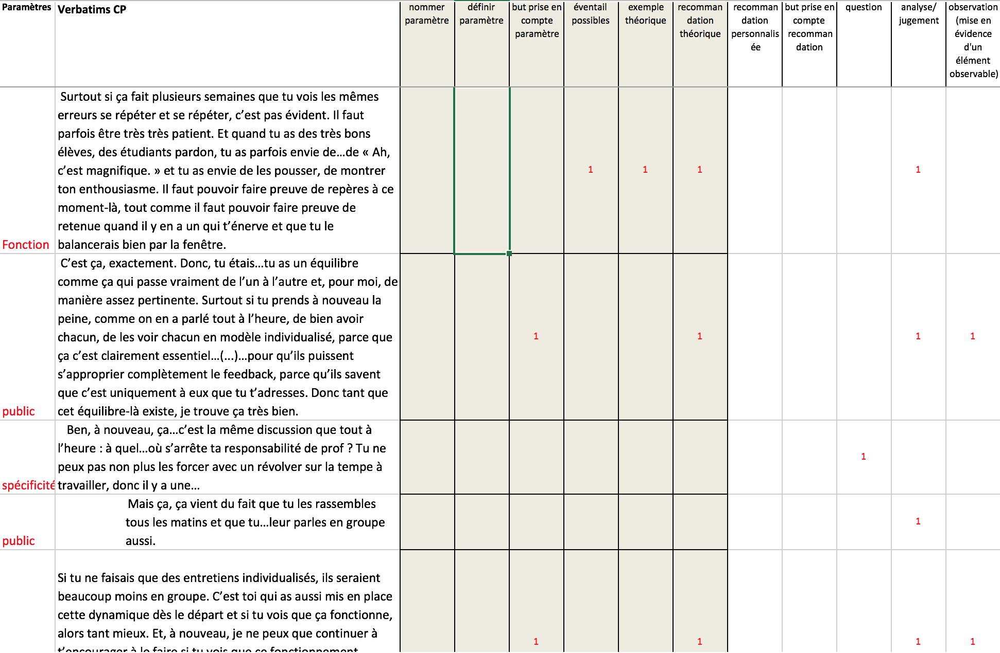 Paramètres
Verbatims CP
nommer
paramètre
définir
paramètre
but prise en
compte
paramètre
éventail
possibles
exemple
théorique
recomman
dation
théorique
recomman
dation
personnalis
ée
but prise en
compte
recomman
dation
question
analyse/
jugement
observation
(mise en
évidence
d'un
élément
observable)
Surtout si ça fait plusieurs semaines que tu vois les mêmes
erreurs se répéter et se répéter, c’est pas évident. Il faut
parfois être très très patient. Et quand tu as des très bons
élèves, des étudiants pardon, tu as parfois envie de…de « Ah,
c’est magnifique. » et tu as envie de les pousser, de montrer
ton enthousiasme. Il faut pouvoir faire preuve de repères à ce
moment-là, tout comme il faut pouvoir faire preuve de
retenue quand il y en a un qui t’énerve et que tu le
balancerais bien par la fenêtre.
Fonction
1 1 1 1
C’est ça, exactement. Donc, tu étais…tu as un équilibre
comme ça qui passe vraiment de l’un à l’autre et, pour moi, de
manière assez pertinente. Surtout si tu prends à nouveau la
peine, comme on en a parlé tout à l’heure, de bien avoir
chacun, de les voir chacun en modèle individualisé, parce que
ça c’est clairement essentiel…(...)…pour qu’ils puissent
s’approprier complètement le feedback, parce qu’ils savent
que c’est uniquement à eux que tu t’adresses. Donc tant que
cet équilibre-là existe, je trouve ça très bien.
public
1 1 1 1
Ben, à nouveau, ça…c’est la même discussion que tout à
l’heure : à quel…où s’arrête ta responsabilité de prof ? Tu ne
peux pas non plus les forcer avec un révolver sur la tempe à
travailler, donc il y a une…
spécificité
1
Mais ça, ça vient du fait que tu les rassembles
tous les matins et que tu…leur parles en groupe
aussi.
public
1
Si tu ne faisais que des entretiens individualisés, ils seraient
beaucoup moins en groupe. C’est toi qui as aussi mis en place
cette dynamique dès le départ et si tu vois que ça fonctionne,
alors tant mieux. Et, à nouveau, je ne peux que continuer à
t’encourager à le faire si tu vois que ce fonctionnement
1 1 1 1